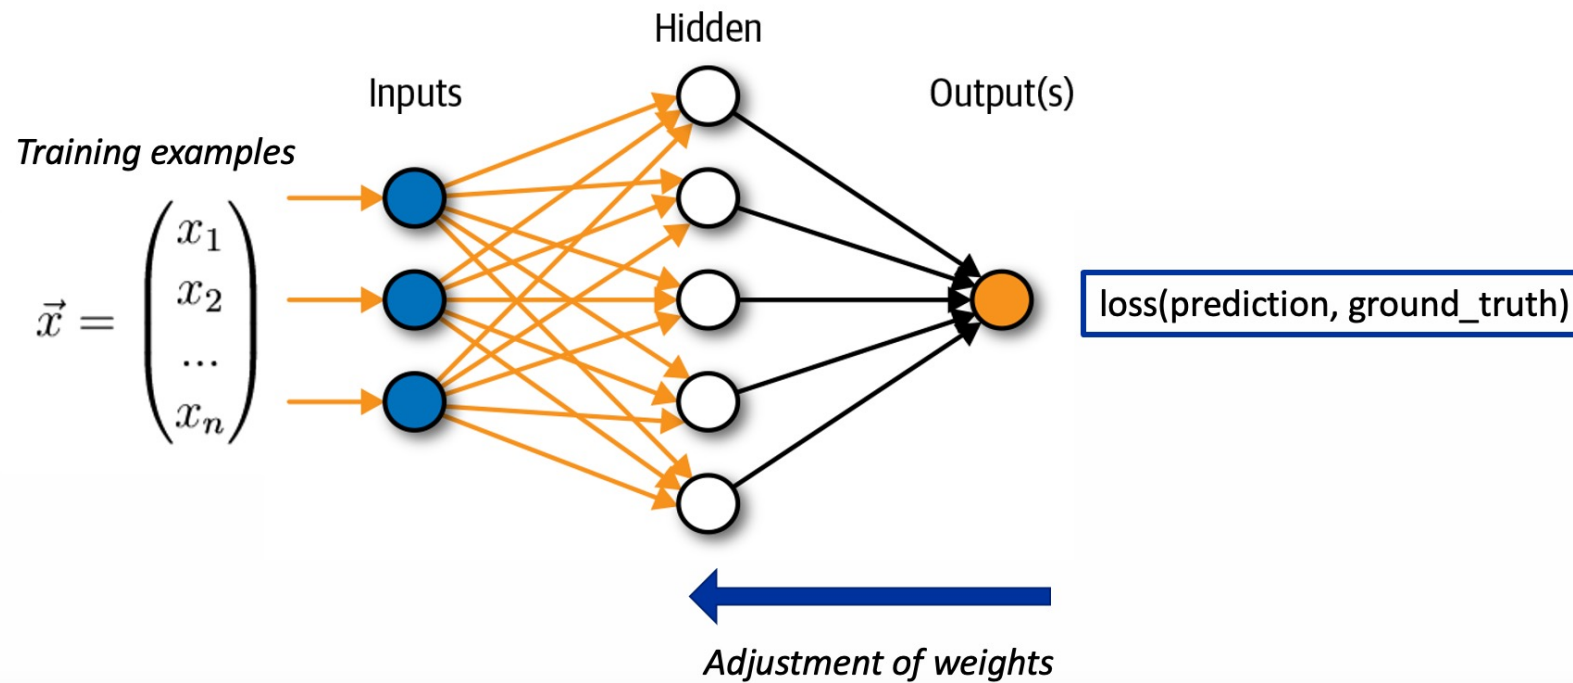 Hidden
Inputs
Output(s)
Training examples
x⃗ =
x₁
x₂
...
xₙ
loss(prediction, ground_truth)
Adjustment of weights